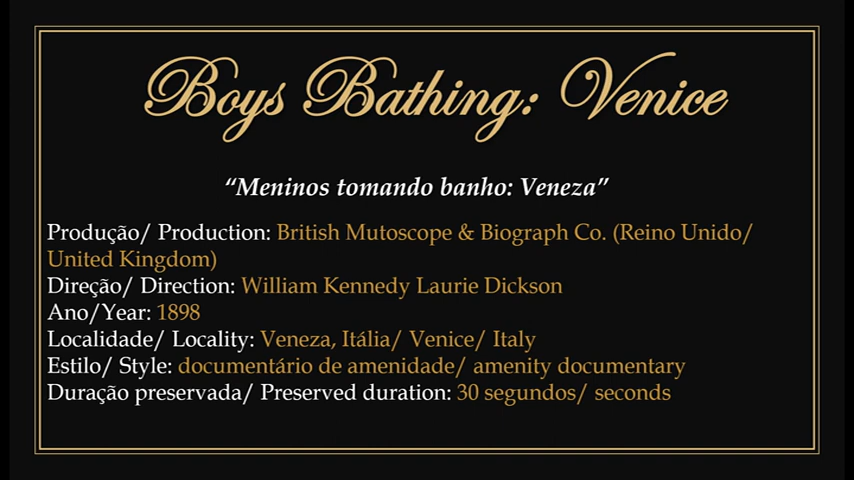 Boys Bathing: Venice
“Meninos tomando banho: Veneza”
Produção/ Production: British Mutoscope & Biograph Co. (Reino Unido/
United Kingdom)
Direção/ Direction: William Kennedy Laurie Dickson
Ano/Year: 1898
Localidade/ Locality: Veneza, Itália/ Venice/ Italy
Estilo/ Style: documentário de amenidade/ amenity documentary
Duração preservada/ Preserved duration: 30 segundos/ seconds